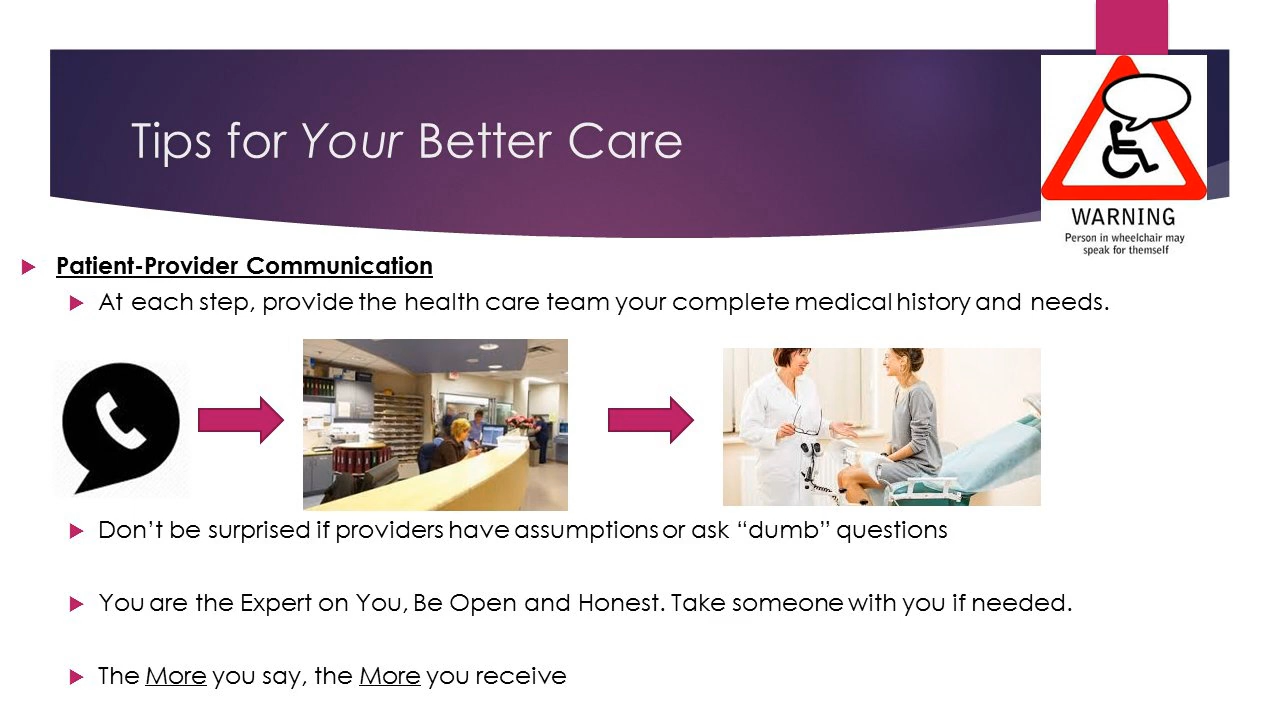 Tips for Your Better Care
WARNING
Person in wheelchair may
speak for themself
Patient-Provider Communication
At each step, provide the health care team your complete medical history and needs.
Don’t be surprised if providers have assumptions or ask “dumb” questions
You are the Expert on You, Be Open and Honest. Take someone with you if needed.
The More you say, the More you receive